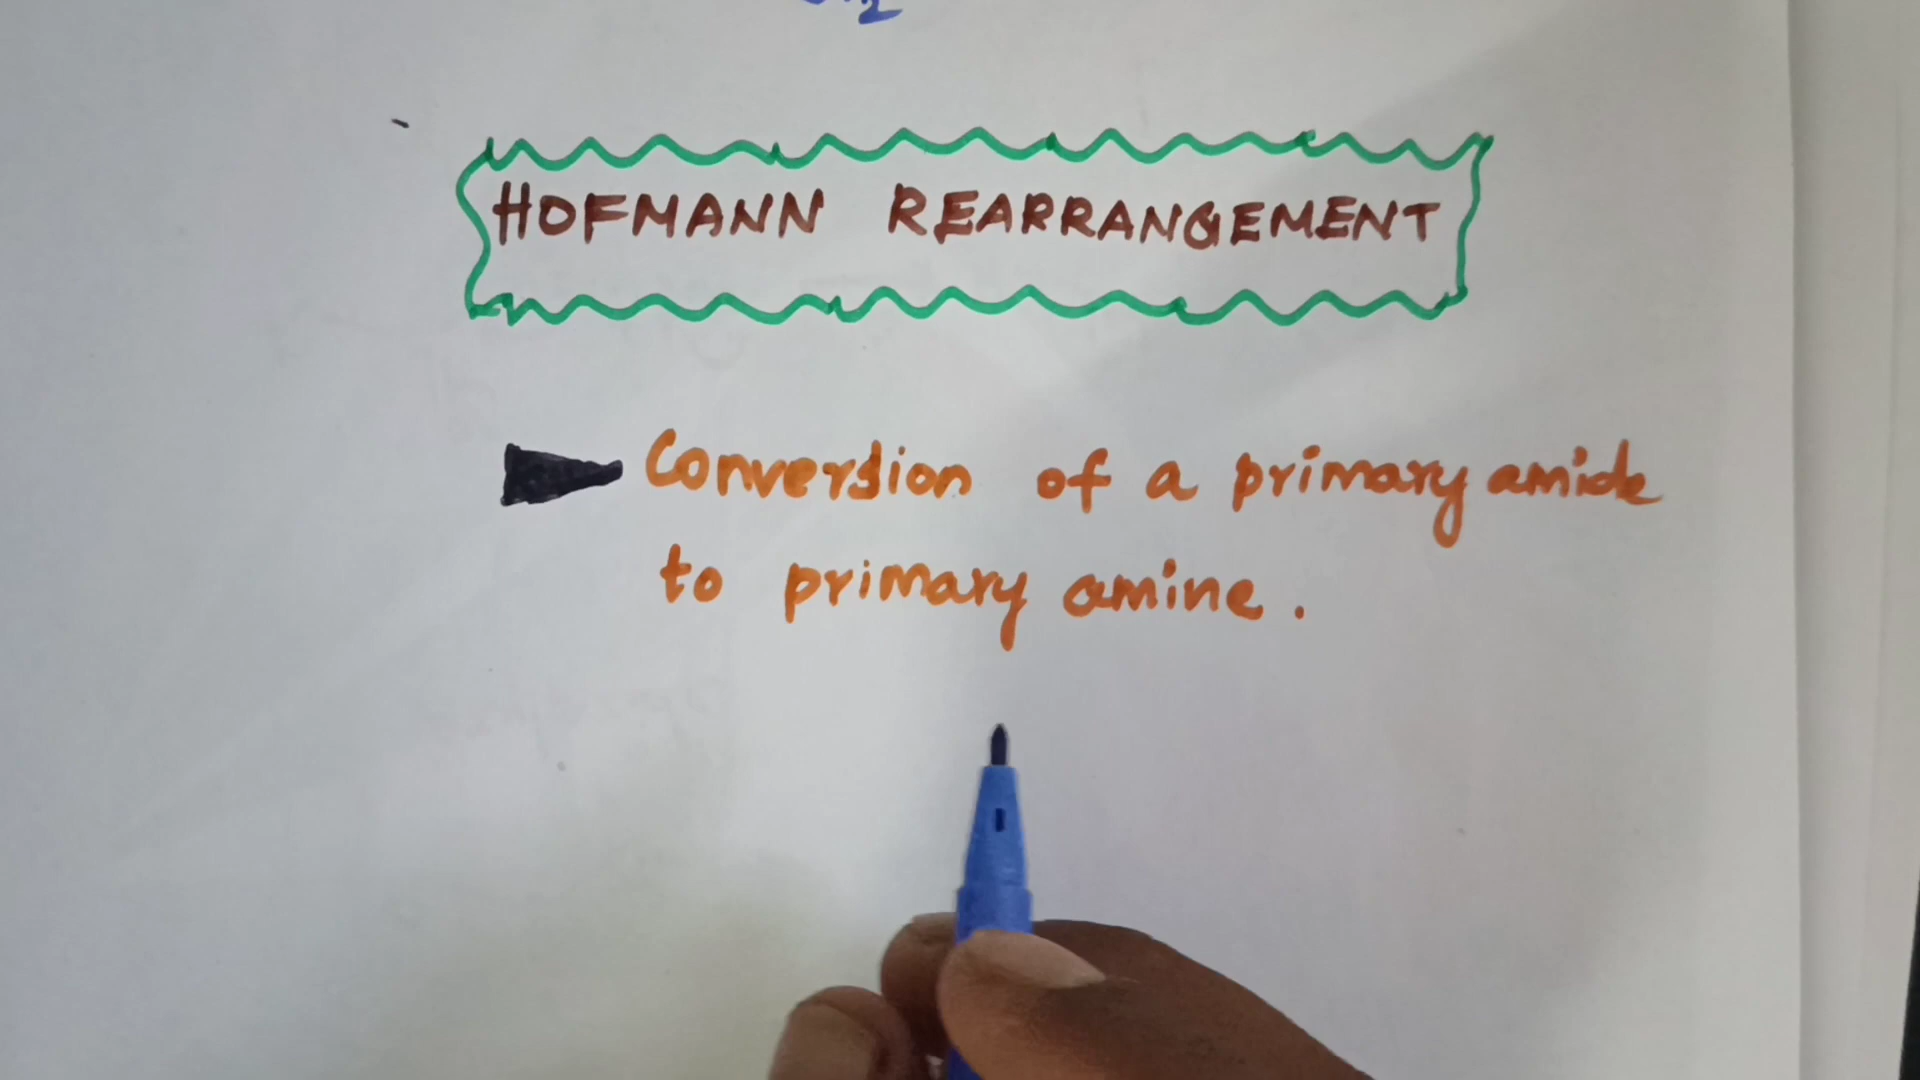 HOFMANN REARRANGEMENT
Conversion of a primary amide
to primary amine.